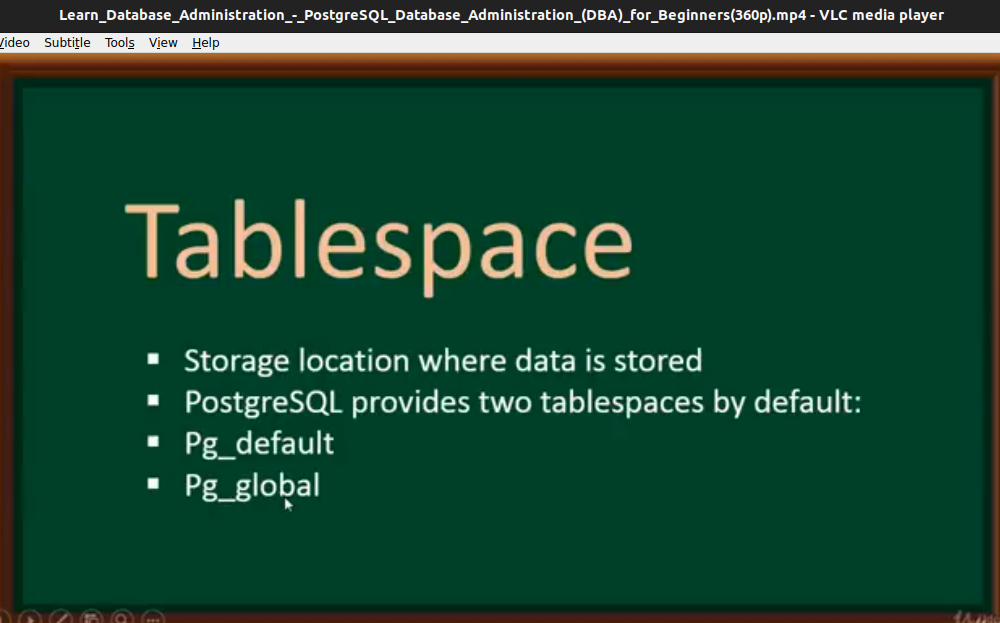 Learn_Database_Administration_-_PostgreSQL_Database_Administration_(DBA)_for_Beginners(360p).mp4 - VLC media player
Video Subtitle Tools View Help
Tablespace
▪ Storage location where data is stored
▪ PostgreSQL provides two tablespaces by default:
▪ Pg_default
▪ Pg_global